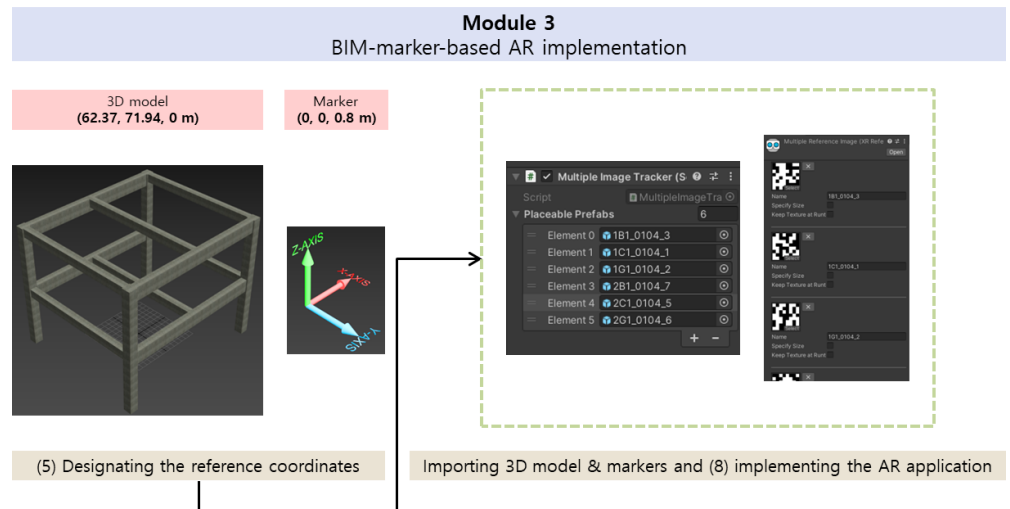 Module 3
BIM-marker-based AR implementation
3D model
(62.37, 71.94, 0 m)
Marker
(0, 0, 0.8 m)
Z-AXIS
X-AXIS
Y-AXIS
Multiple Image Tracker (S
Script
MultipleImageTra
Placeable Prefabs
6
Element 0 1B1_0104_3
Element 1 1C1_0104_1
Element 2 1G1_0104_2
Element 3 2B1_0104_7
Element 4 2C1_0104_5
Element 5 2G1_0104_6
+ −
Multiple Reference Image (XR Refe
Open
Name 1B1_0104_3
Specify Size
Keep Texture at Runt
Name 1C1_0104_1
Specify Size
Keep Texture at Runt
Name 1G1_0104_2
Specify Size
Keep Texture at Runt
(5) Designating the reference coordinates
Importing 3D model & markers and (8) implementing the AR application